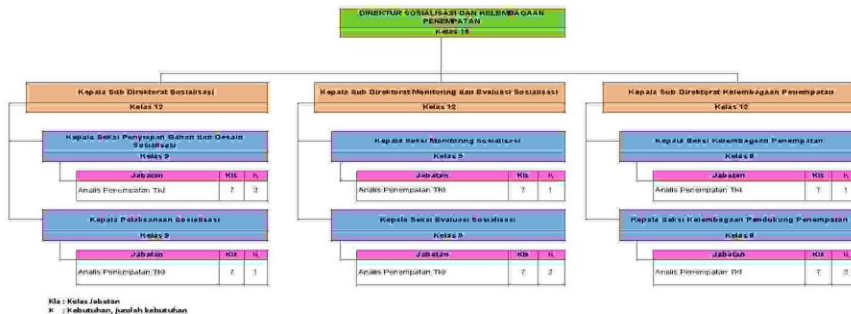 DIREKTUR SOSIALISASI DAN KELEMBAGAAN
PENEMPATAN
Kelas 15
Kepala Sub Direktorat Sosialisasi
Kelas 12
Kepala Seksi Penyiapan Bahan dan Desain
Sosialisasi
Kelas 9
Jabatan Kls K
Analis Penempatan TKI 7 2
Kepala Pelaksanaan Sosialisasi
Kelas 9
Jabatan Kls K
Analis Penempatan TKI 7 1
Kepala Sub Direktorat Monitoring dan Evaluasi Sosialisasi
Kelas 12
Kepala Seksi Monitoring Sosialisasi
Kelas 9
Jabatan Kls K
Analis Penempatan TKI 7 1
Kepala Seksi Evaluasi Sosialisasi
Kelas 9
Jabatan Kls K
Analis Penempatan TKI 7 2
Kepala Sub Direktorat Kelembagaan Penempatan
Kelas 12
Kepala Seksi Kelembagaan Penempatan
Kelas 9
Jabatan Kls K
Analis Penempatan TKI 7 1
Kepala Seksi Kelembagaan Pendukung Penempatan
Kelas 9
Jabatan Kls K
Analis Penempatan TKI 7
Kls : Kelas Jabatan
K : Kebutuhan, jumlah kebutuhan